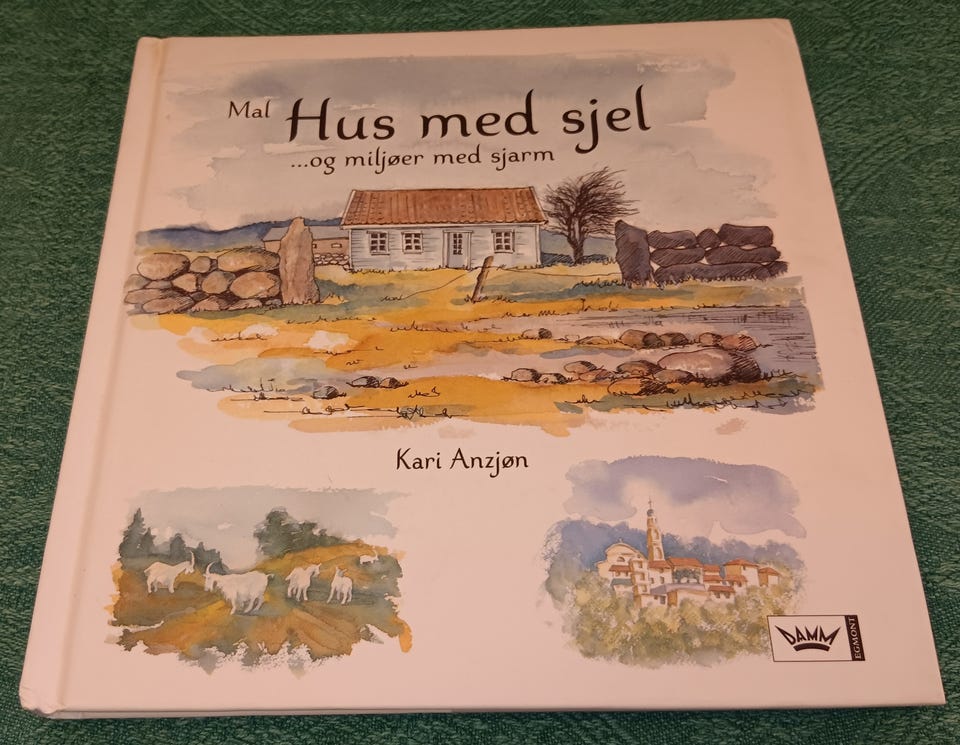 Mal Hus med sjel
...og miljøer med sjarm
Kari Anzjøn
DAMM
EGMONT